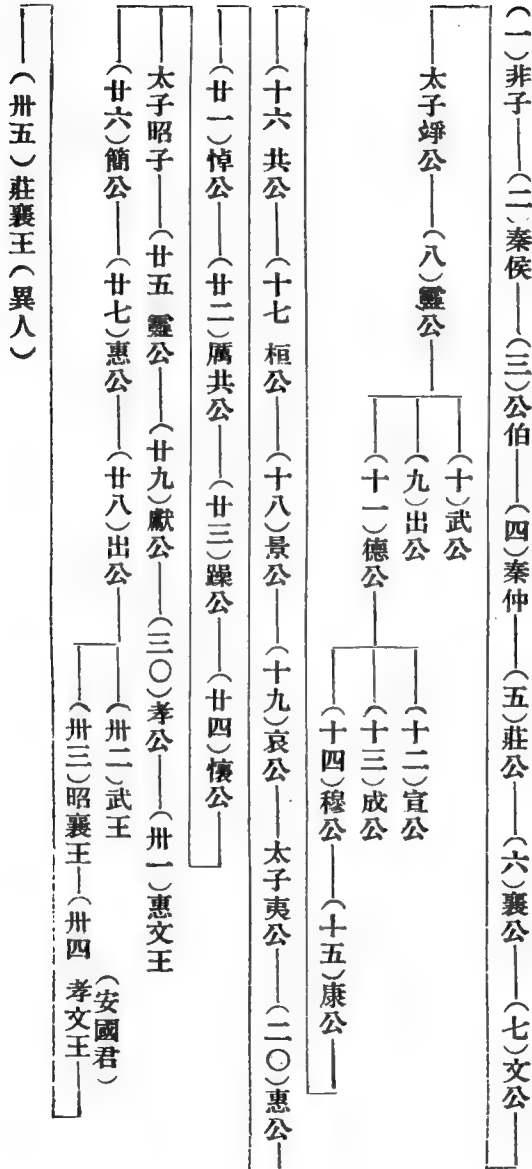 （一）非子——（二）秦侯——（三）公伯——（四）秦仲——（五）莊公——（六）襄公——（七）文公
太子竫公——（八）靈公
（十）武公
（九）出公
（十一）德公
（十二）宣公
（十三）成公
（十四）穆公——（十五）康公
（十六 共公——（十七 桓公——（十八）景公——（十九）哀公——太子夷公——（二〇）惠公
（廿一）悼公——（廿二）厲共公——（廿三）躁公——（廿四）懷公
太子昭子——（廿五 靈公——（廿九）獻公——（三〇）孝公——（卅一）惠文王
（廿六）簡公——（廿七）惠公——（廿八）出公
（卅二）武王
（卅三）昭襄王—（卅四 孝文王
（安國君）
（卅五）莊襄王（異人）